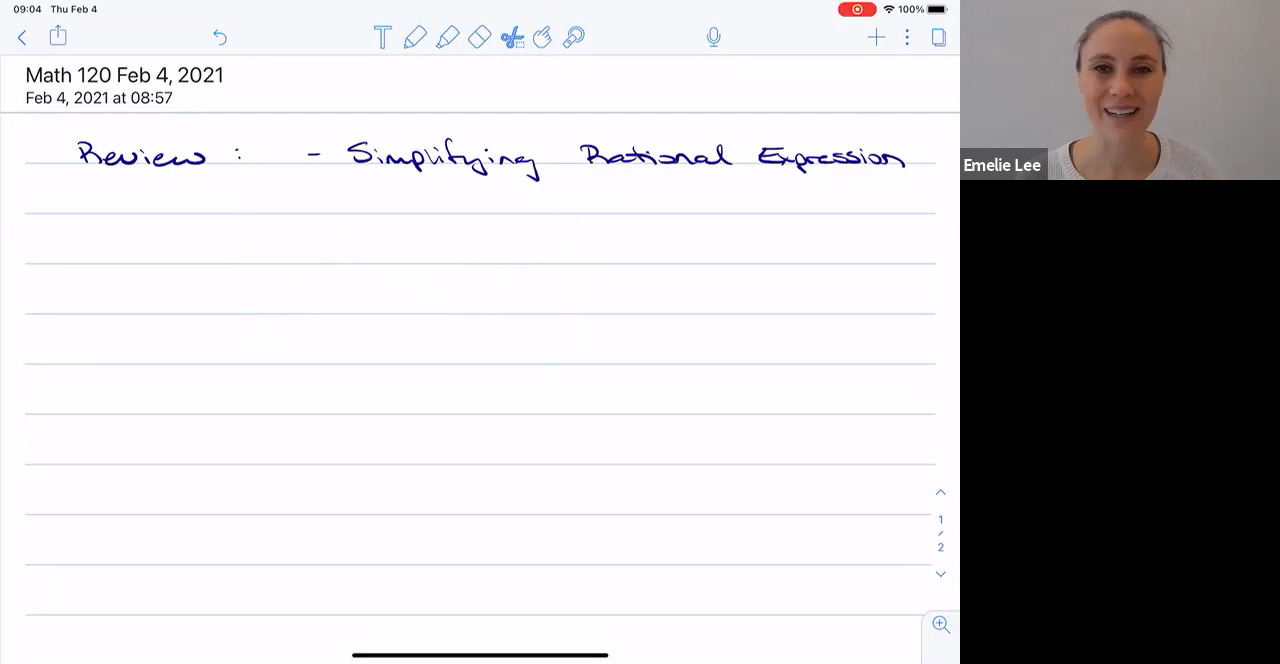 09:04 Thu Feb 4
100%
Math 120 Feb 4, 2021
Feb 4, 2021 at 08:57
Review : - Simplifying Rational Expression
Emelie Lee
1
/
2